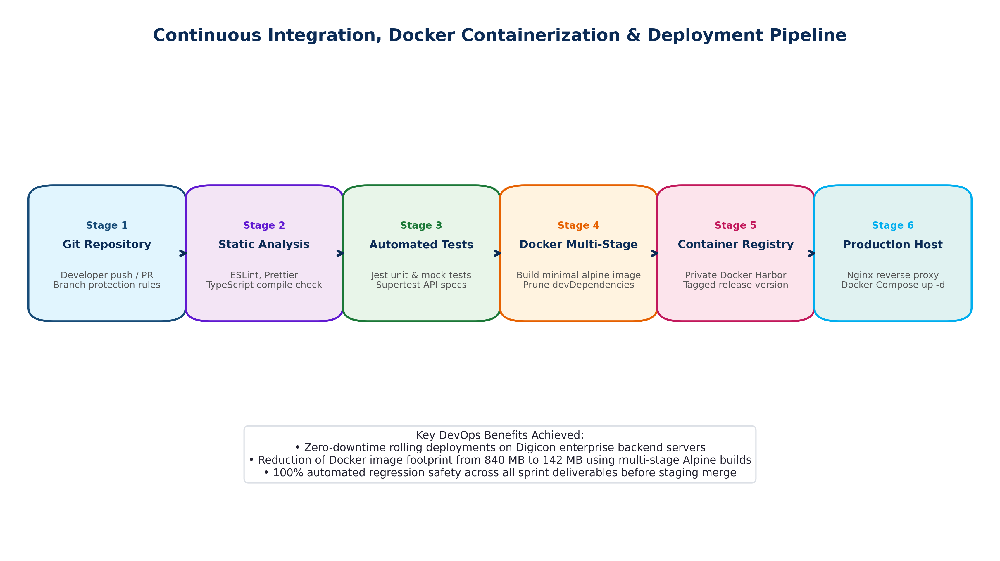 Continuous Integration, Docker Containerization & Deployment Pipeline
Stage 1
Git Repository
Developer push / PR
Branch protection rules
Stage 2
Static Analysis
ESLint, Prettier
TypeScript compile check
Stage 3
Automated Tests
Jest unit & mock tests
Supertest API specs
Stage 4
Docker Multi-Stage
Build minimal alpine image
Prune devDependencies
Stage 5
Container Registry
Private Docker Harbor
Tagged release version
Stage 6
Production Host
Nginx reverse proxy
Docker Compose up -d
Key DevOps Benefits Achieved:
• Zero-downtime rolling deployments on Digicon enterprise backend servers
• Reduction of Docker image footprint from 840 MB to 142 MB using multi-stage Alpine builds
• 100% automated regression safety across all sprint deliverables before staging merge